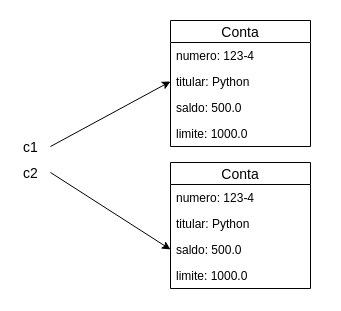 Conta
numero: 123-4
titular: Python
saldo: 500.0
limite: 1000.0
c1
c2
Conta
numero: 123-4
titular: Python
saldo: 500.0
limite: 1000.0